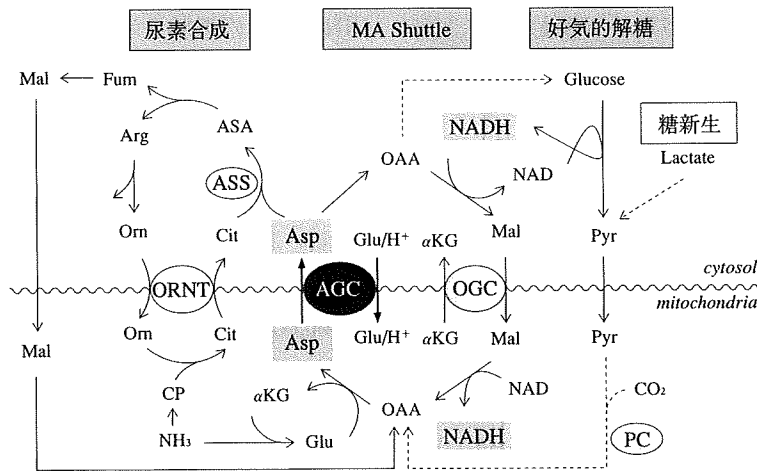 尿素合成 MA Shuttle 好気的解糖
Mal Fum Glucose
Arg ASA NADH 糖新生
OAA NAD Lactate
ASS
Orn Cit Asp Glu/H⁺ αKG Mal Pyr
cytosol
ORNT AGC OGC
mitochondria
Mal Orn Cit Asp Glu/H⁺ αKG Mal Pyr
CP αKG OAA NAD CO₂
NH₃ Glu NADH PC